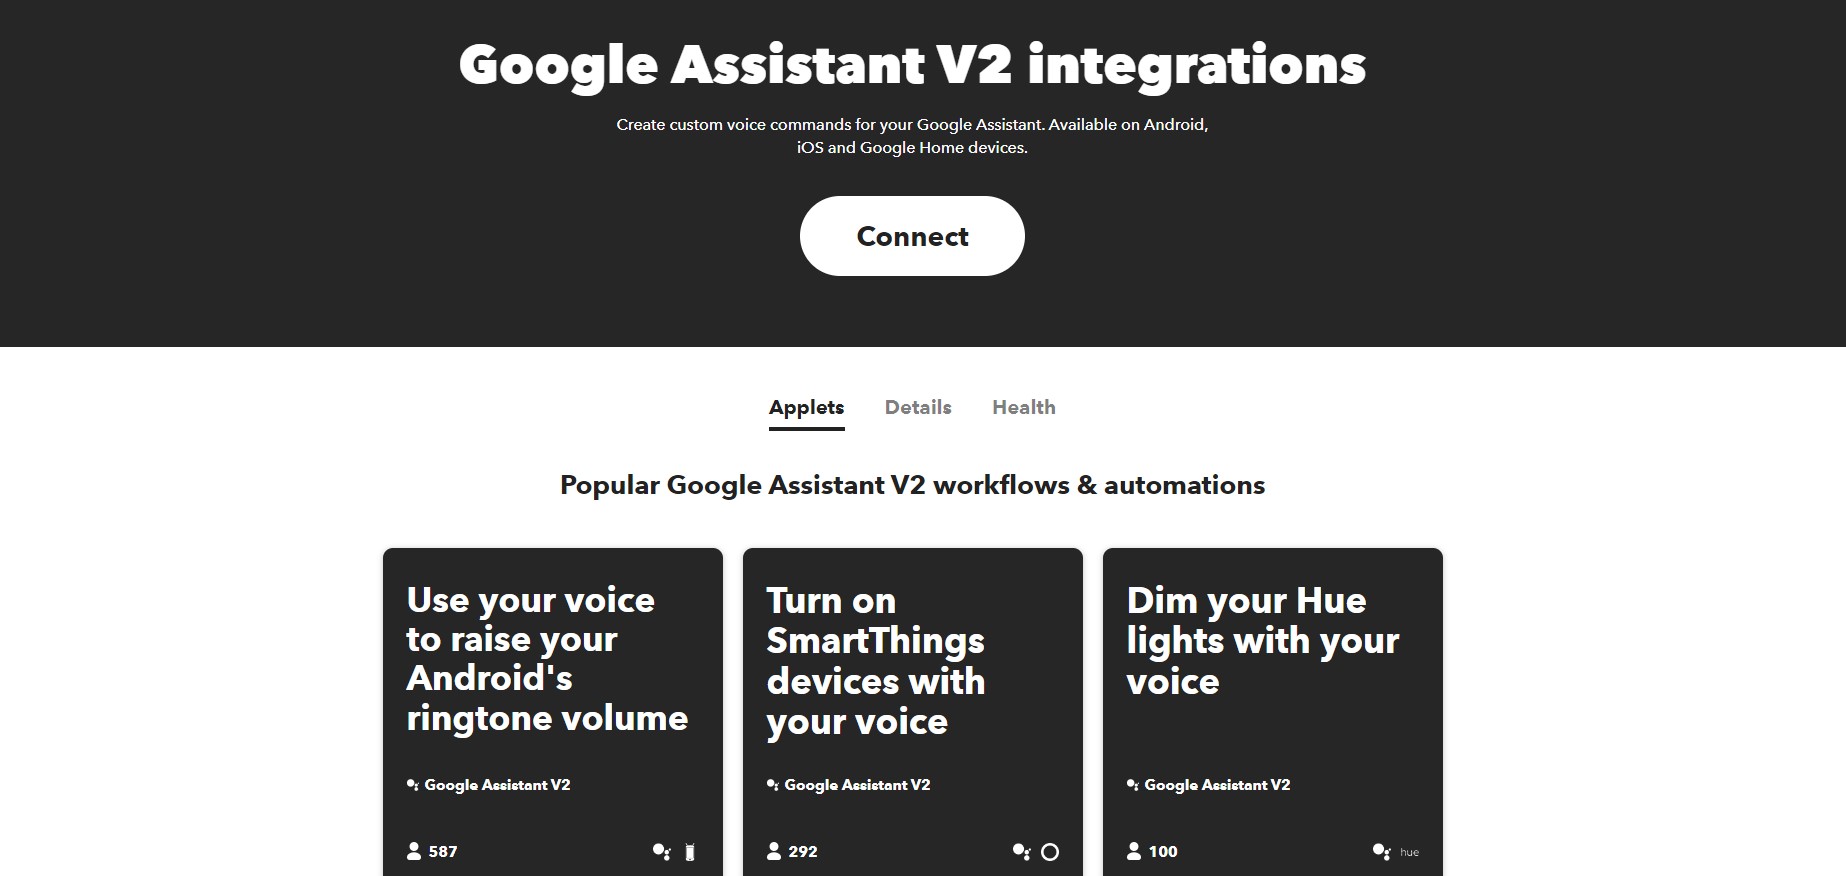 Google Assistant V2 integrations
Create custom voice commands for your Google Assistant. Available on Android,
iOS and Google Home devices.
Connect
Applets Details Health
Popular Google Assistant V2 workflows & automations
Use your voice
to raise your
Android's
ringtone volume
Google Assistant V2
587
Turn on
SmartThings
devices with
your voice
Google Assistant V2
292
Dim your Hue
lights with your
voice
Google Assistant V2
100
hue